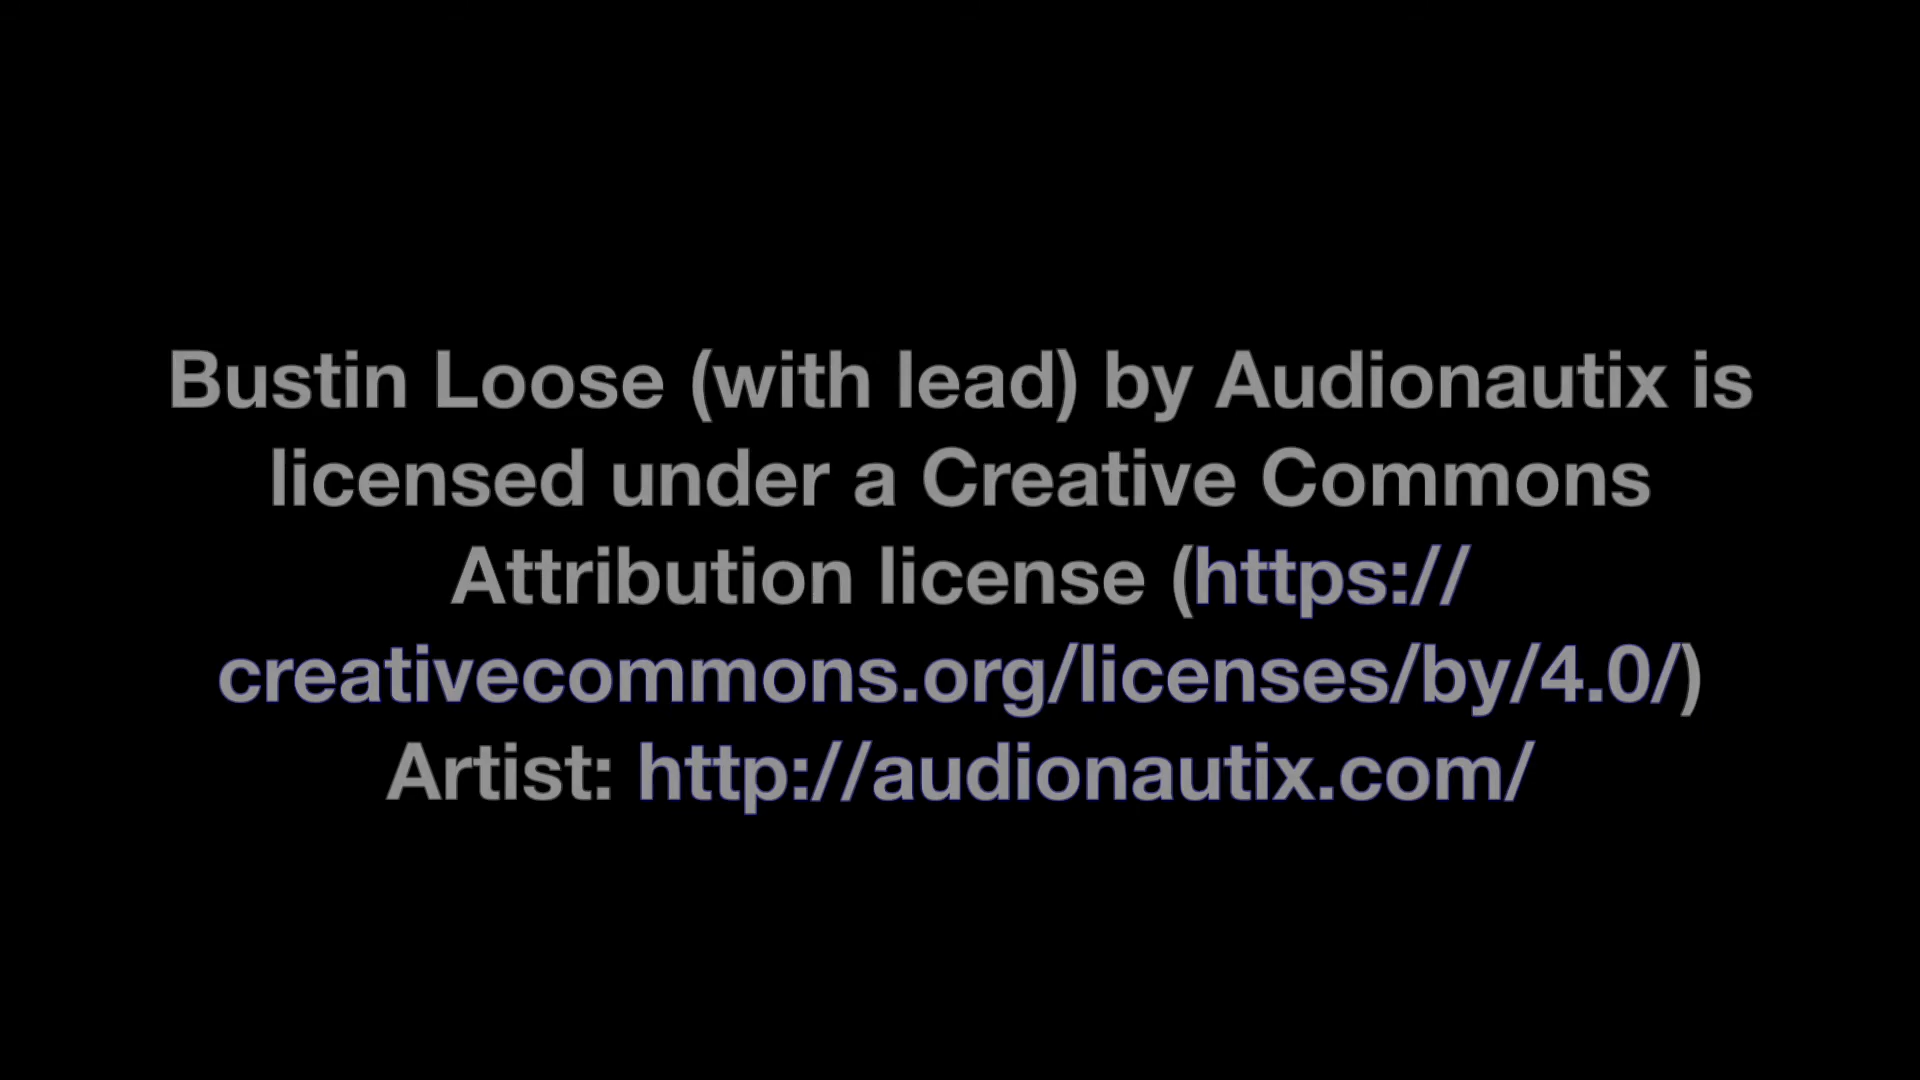 Bustin Loose (with lead) by Audionautix is
licensed under a Creative Commons
Attribution license (https://
creativecommons.org/licenses/by/4.0/)
Artist: http://audionautix.com/